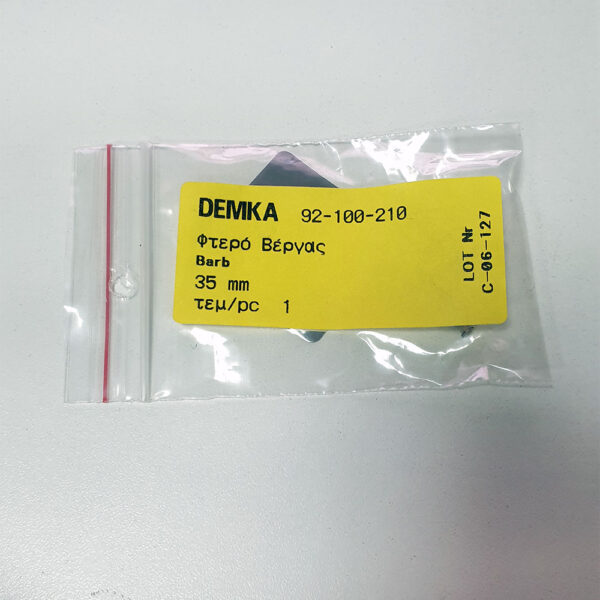 DEMKA 92-100-210
Φτερό Βέργας
Barb
35 mm
τεμ/pc 1
LOT Nr
C-06-127